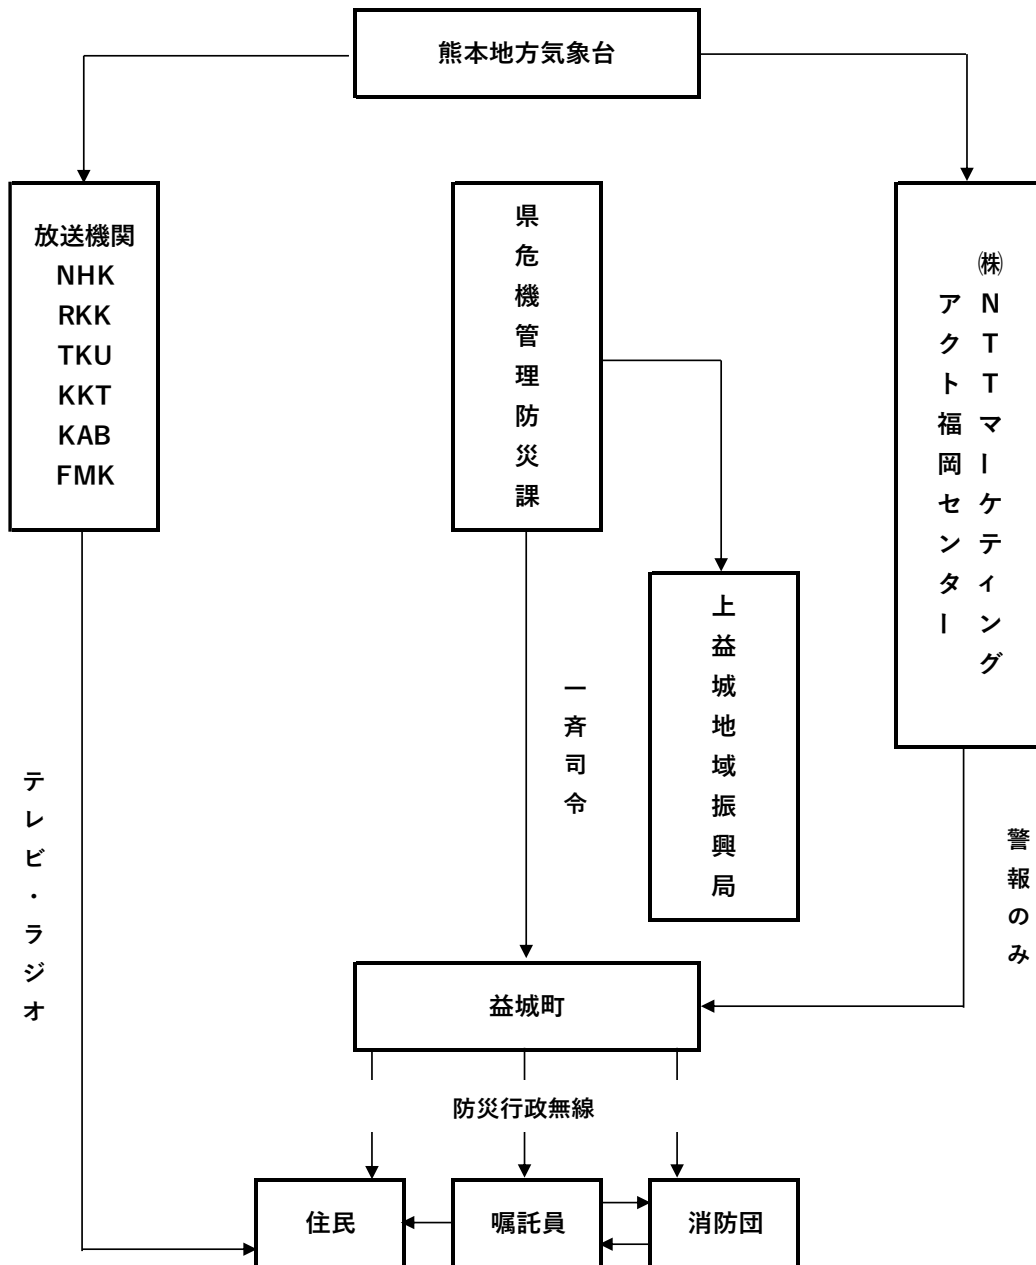 熊本地方気象台
放送機関
NHK
RKK
TKU
KKT
KAB
FMK
県危機管理防災課
㈱NTTマーケティング
アクト福岡センター
上益城地域振興局
一斉司令
テレビ・ラジオ
警報のみ
益城町
防災行政無線
住民
嘱託員
消防団